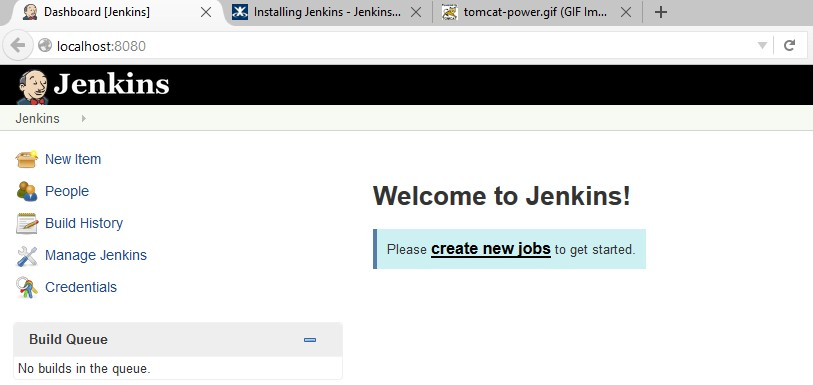 Dashboard [Jenkins]
Installing Jenkins - Jenkins...
tomcat-power.gif (GIF Im...
localhost:8080
Jenkins
Jenkins
New Item
People
Build History
Manage Jenkins
Credentials
Welcome to Jenkins!
Please create new jobs to get started.
Build Queue
No builds in the queue.